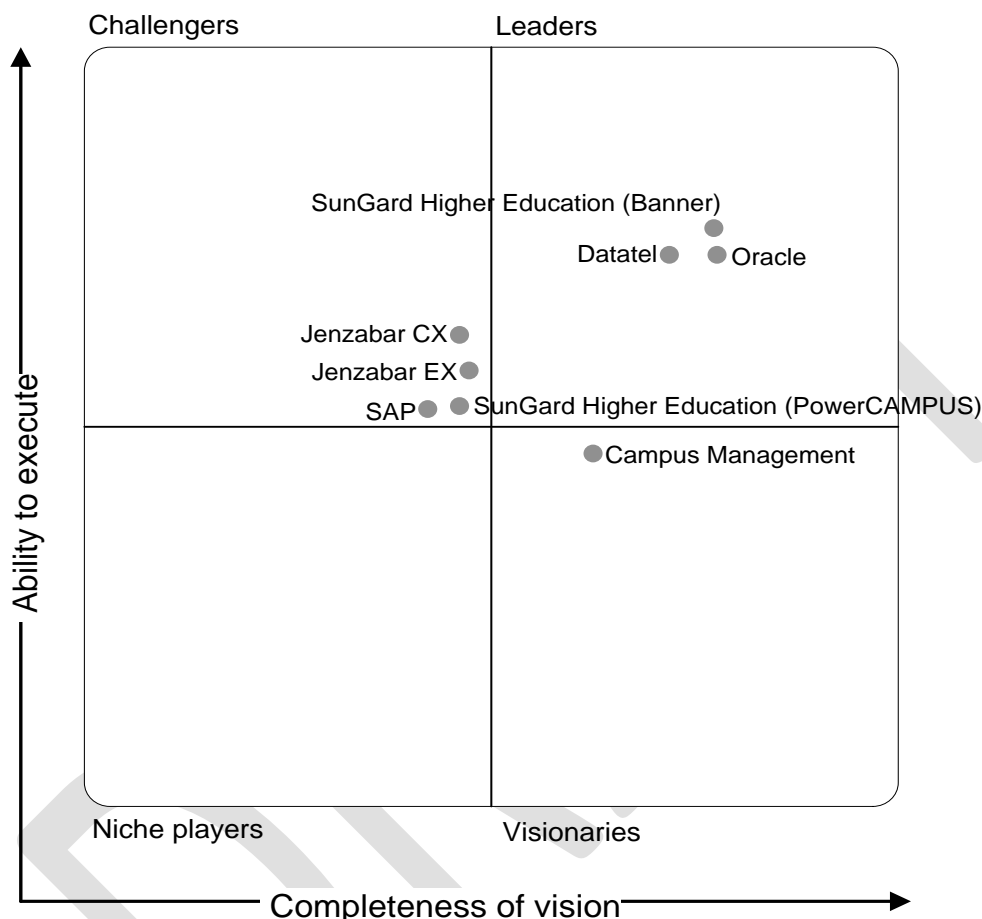 Challengers
Leaders
SunGard Higher Education (Banner)
Datatel
Oracle
Jenzabar CX
Jenzabar EX
SAP
SunGard Higher Education (PowerCAMPUS)
Campus Management
Ability to execute
Niche players
Visionaries
Completeness of vision